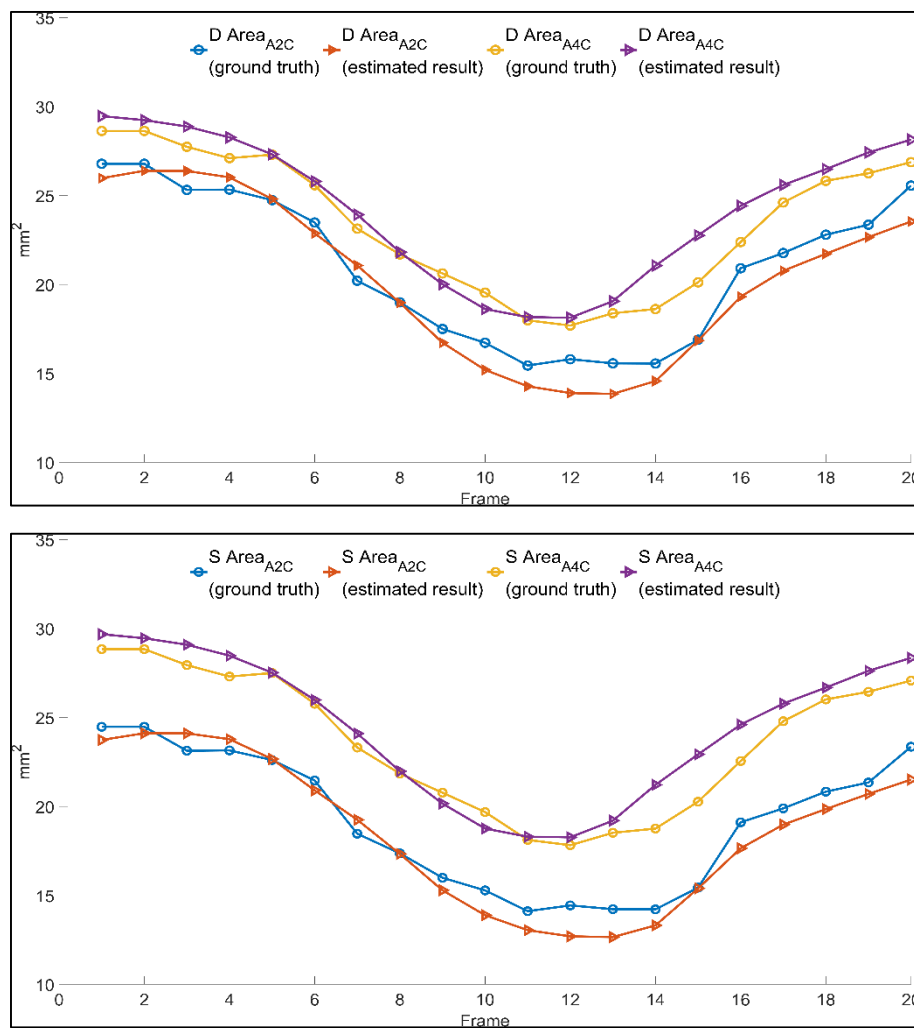 35
D Area_A2C D Area_A2C D Area_A4C D Area_A4C
(ground truth) (estimated result) (ground truth) (estimated result)
30
25
mm²
20
15
10
0 2 4 6 8 10 12 14 16 18 20
Frame
35
S Area_A2C S Area_A2C S Area_A4C S Area_A4C
(ground truth) (estimated result) (ground truth) (estimated result)
30
25
mm²
20
15
10
0 2 4 6 8 10 12 14 16 18 20
Frame